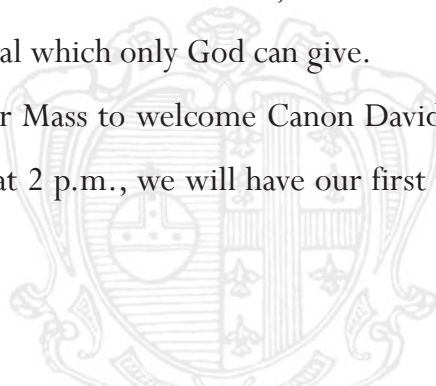 al which only God can give.
r Mass to welcome Canon David
at 2 p.m., we will have our first